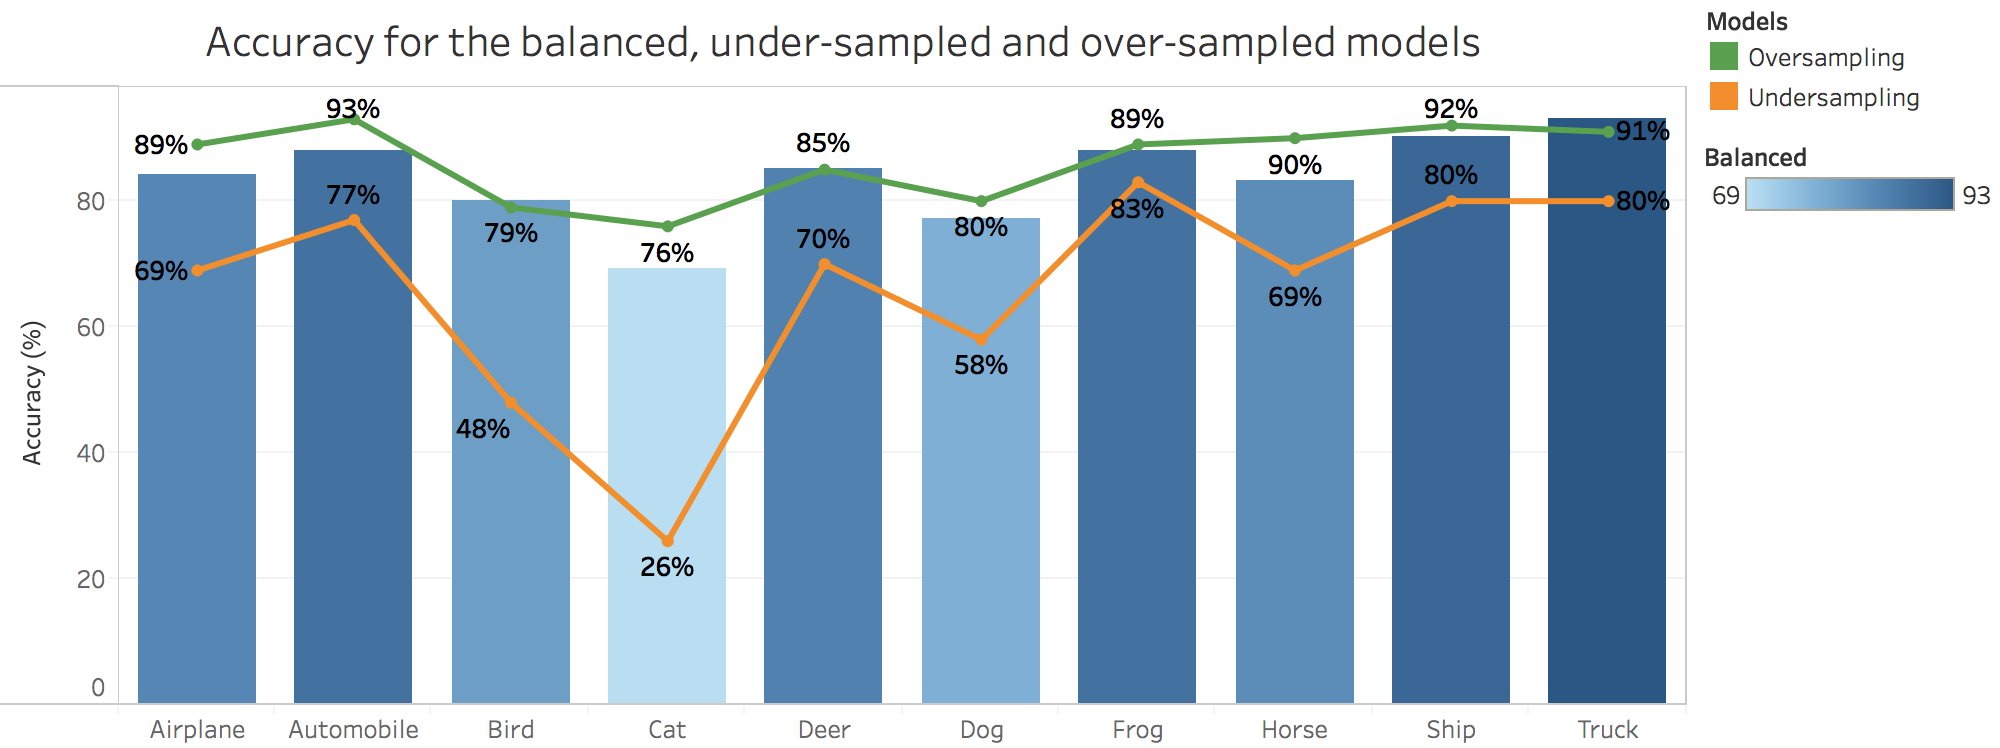 Accuracy for the balanced, under-sampled and over-sampled models
Models
Oversampling
Undersampling
Balanced
69 93
Accuracy (%)
80
60
40
20
0
89% 93% 79% 76% 85% 80% 89% 90% 92% 91%
69% 77% 48% 26% 70% 58% 83% 69% 80% 80%
Airplane Automobile Bird Cat Deer Dog Frog Horse Ship Truck